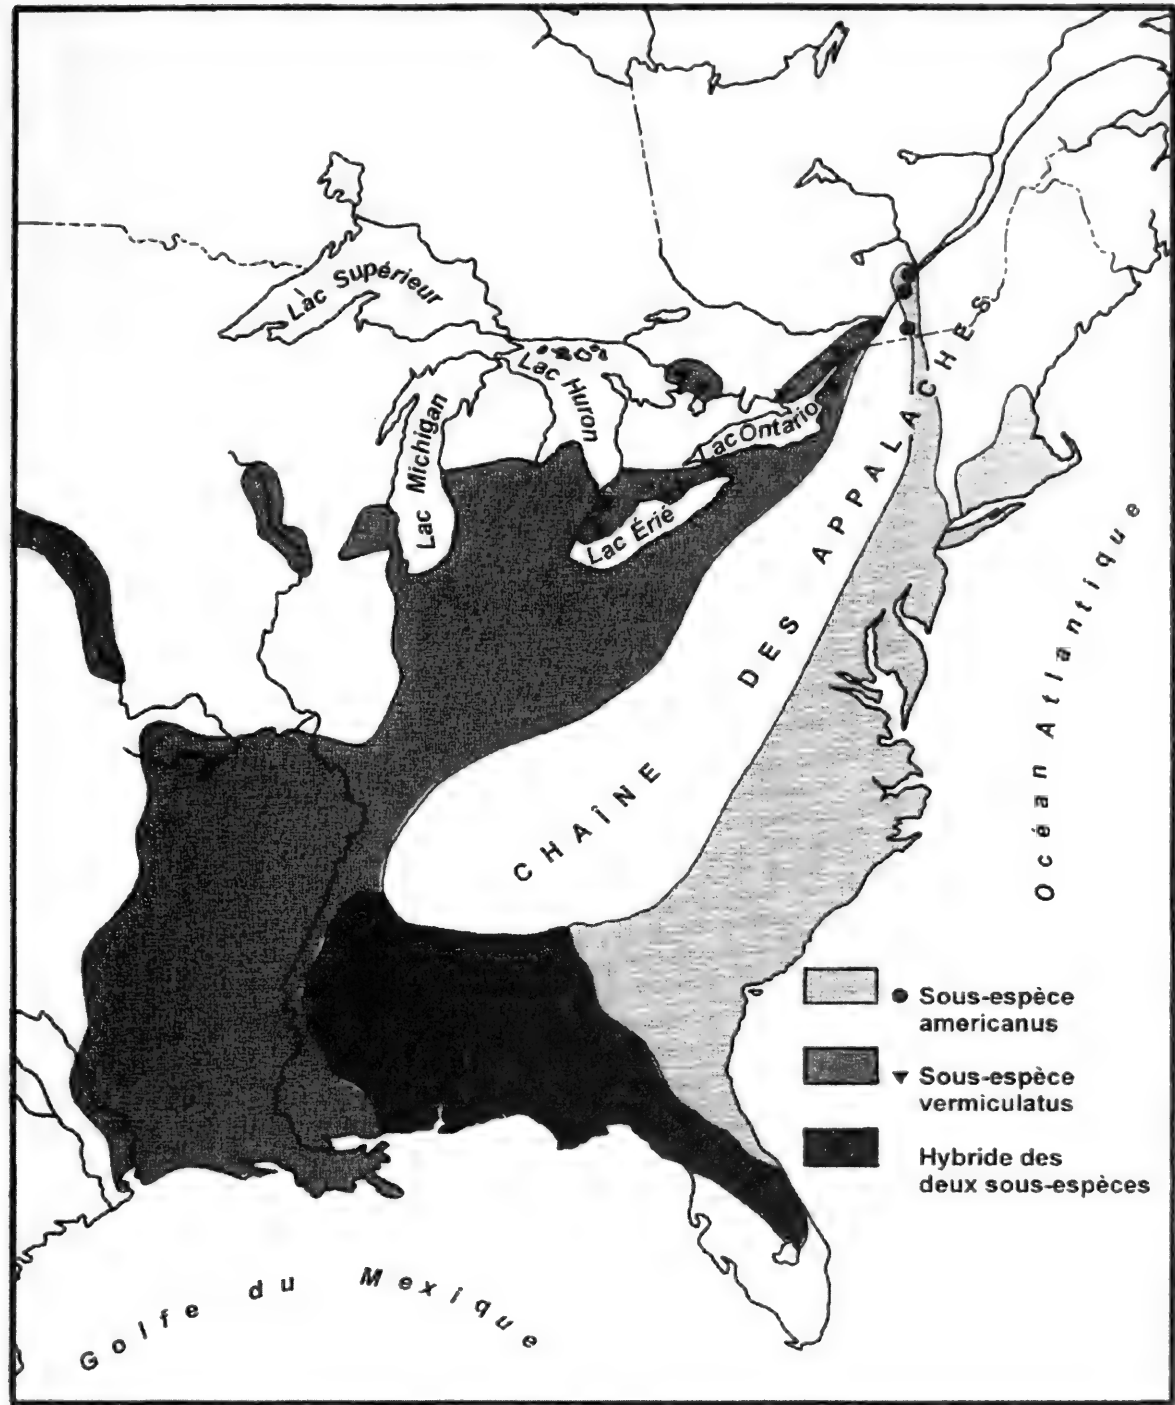 Lac Supérieur
Lac Huron
Lac Michigan
Lac Ontario
Lac Érié
CHAÎNE DES APPALACHES
Océan Atlantique
Sous-espèce
americanus
Sous-espèce
vermiculatus
Hybride des
deux sous-espèces
Golfe du Mexique